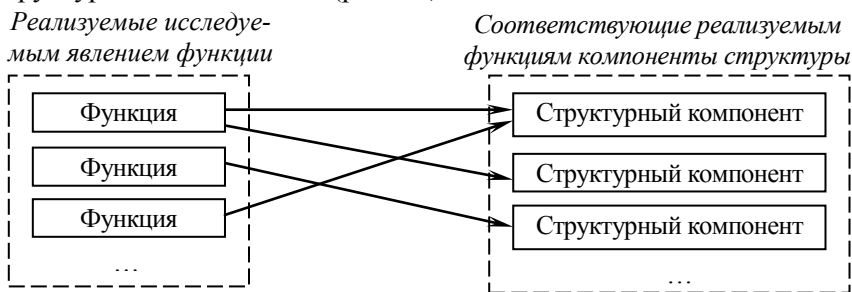 Реализуемые исследуе-
мым явлением функции
Соответствующие реализуемым
функциям компоненты структуры
Функция
Функция
Функция
…
Структурный компонент
Структурный компонент
Структурный компонент
…